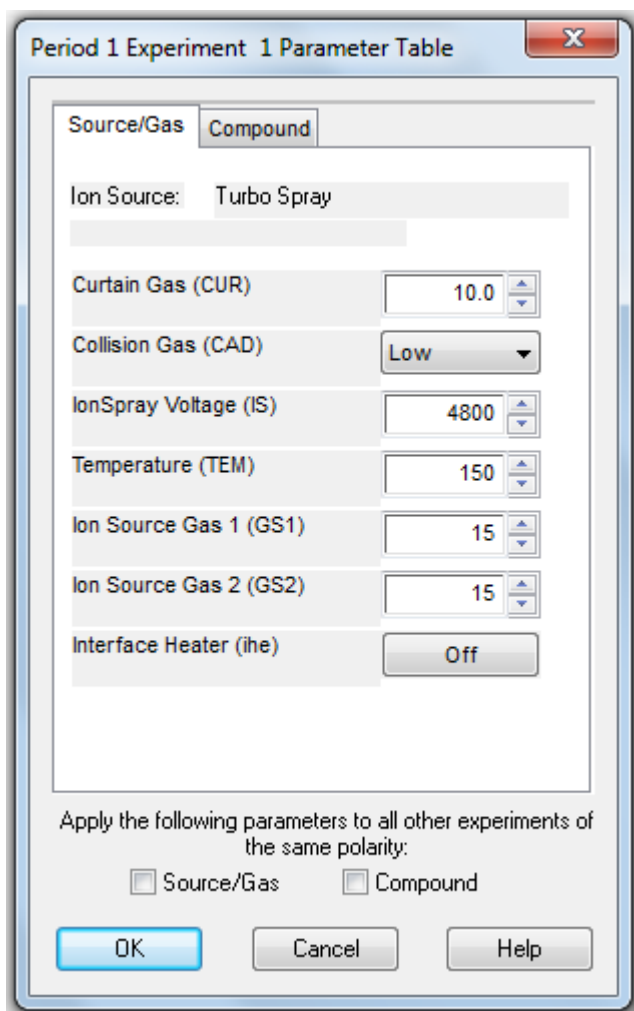 Period 1 Experiment 1 Parameter Table
Source/Gas Compound
Ion Source: Turbo Spray
Curtain Gas (CUR) 10.0
Collision Gas (CAD) Low
IonSpray Voltage (IS) 4800
Temperature (TEM) 150
Ion Source Gas 1 (GS1) 15
Ion Source Gas 2 (GS2) 15
Interface Heater (ihe) Off
Apply the following parameters to all other experiments of
the same polarity:
Source/Gas Compound
OK Cancel Help